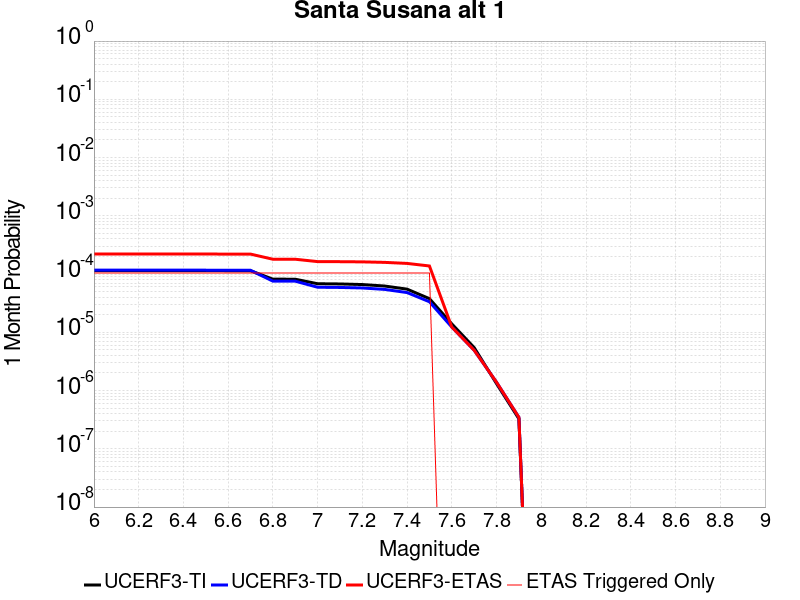 Santa Susana alt 1
1 Month Probability
10^0
10^-1
10^-2
10^-3
10^-4
10^-5
10^-6
10^-7
10^-8
6 6.2 6.4 6.6 6.8 7 7.2 7.4 7.6 7.8 8 8.2 8.4 8.6 8.8 9
Magnitude
UCERF3-TI UCERF3-TD UCERF3-ETAS ETAS Triggered Only